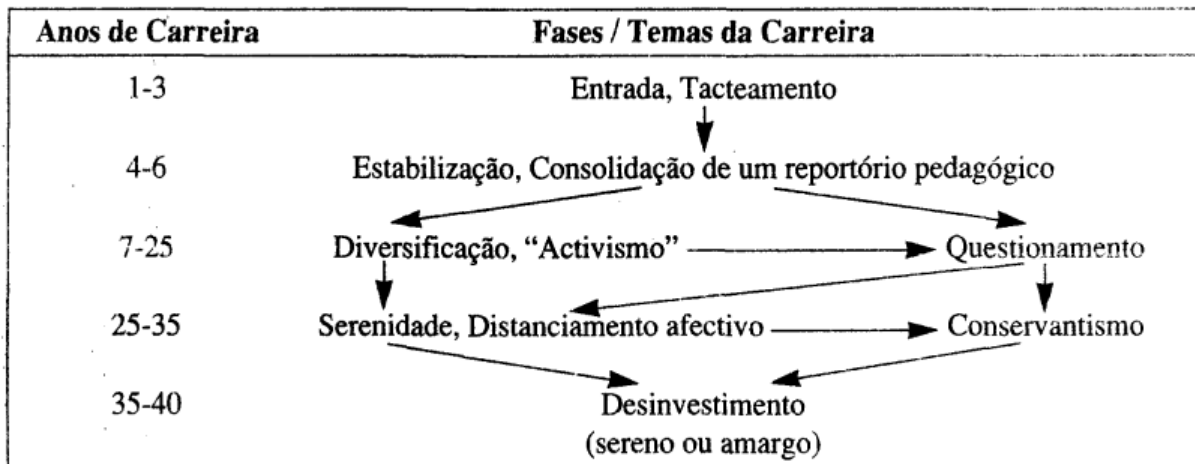 Anos de Carreira Fases / Temas da Carreira
1-3 Entrada, Tacteamento
4-6 Estabilização, Consolidação de um reportório pedagógico
7-25 Diversificação, “Activismo” Questionamento
25-35 Serenidade, Distanciamento afectivo Conservantismo
35-40 Desinvestimento
(sereno ou amargo)